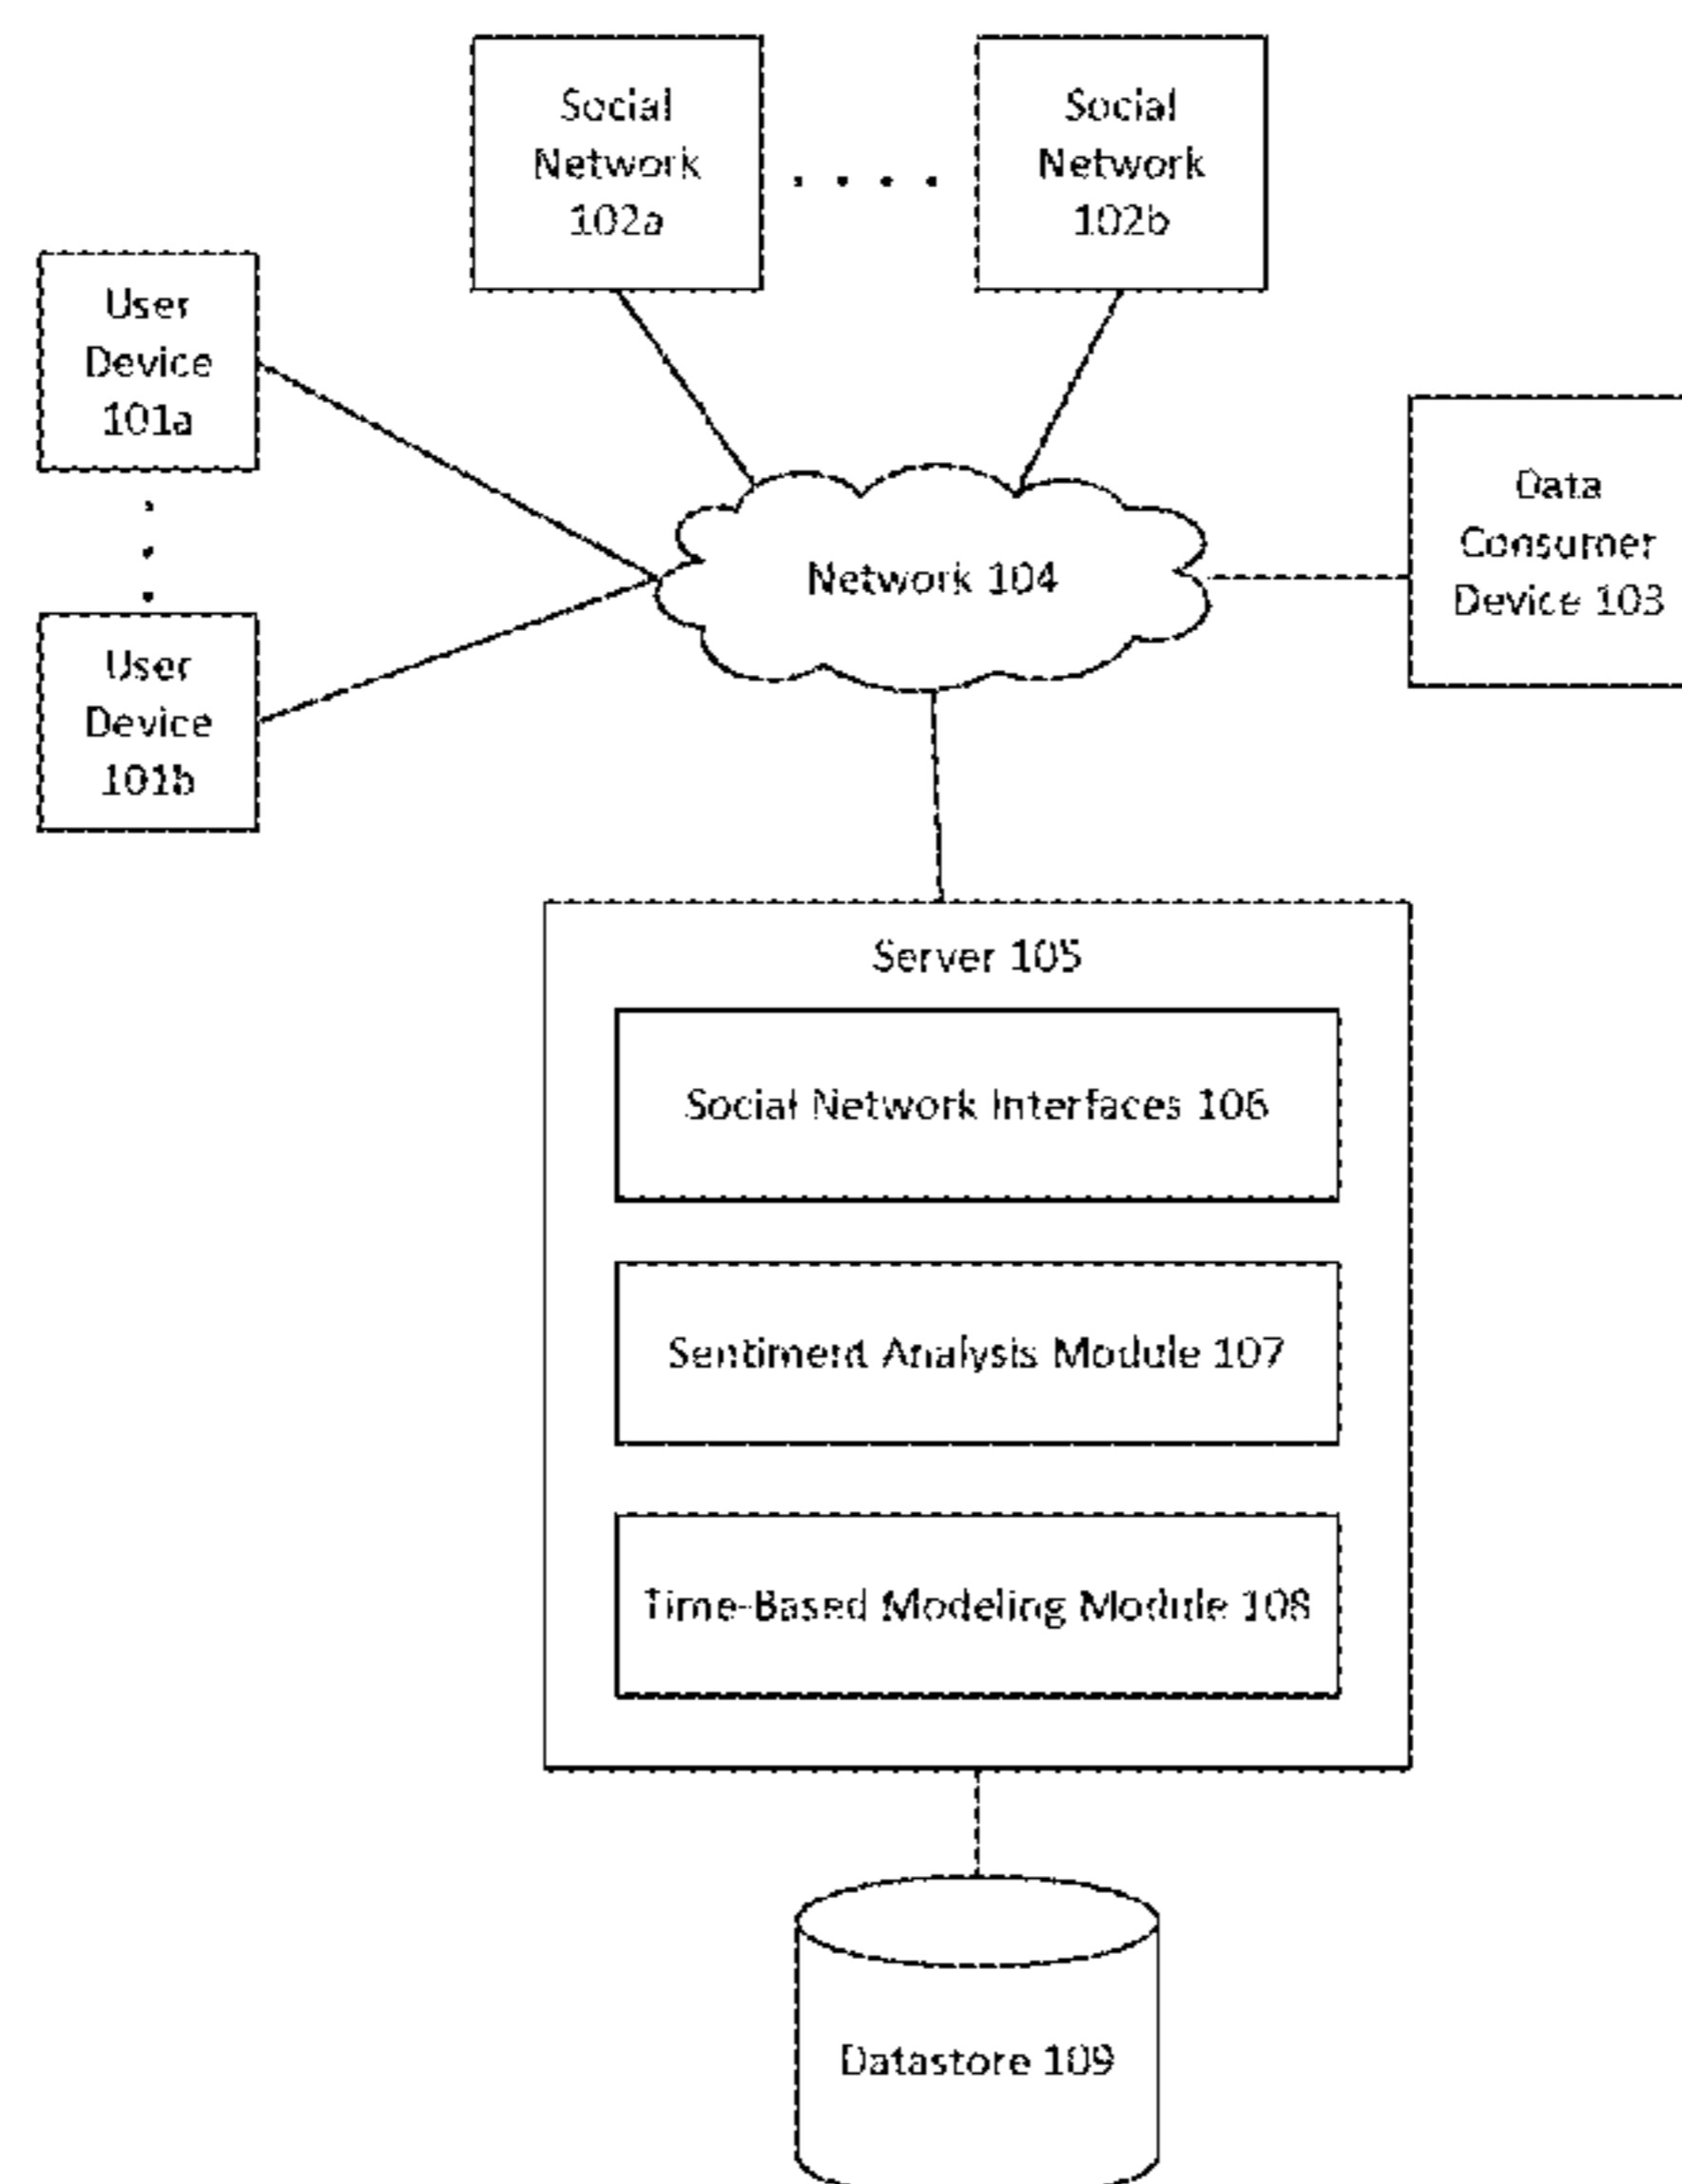 Social
Network
102a
Social
Network
102b
User
Device
101a
Data
Consumer
Device 103
Network 104
User
Device
101b
Server 105
Social Network Interfaces 106
Sentiment Analysis Module 107
Time-Based Modeling Module 108
Datastore 109